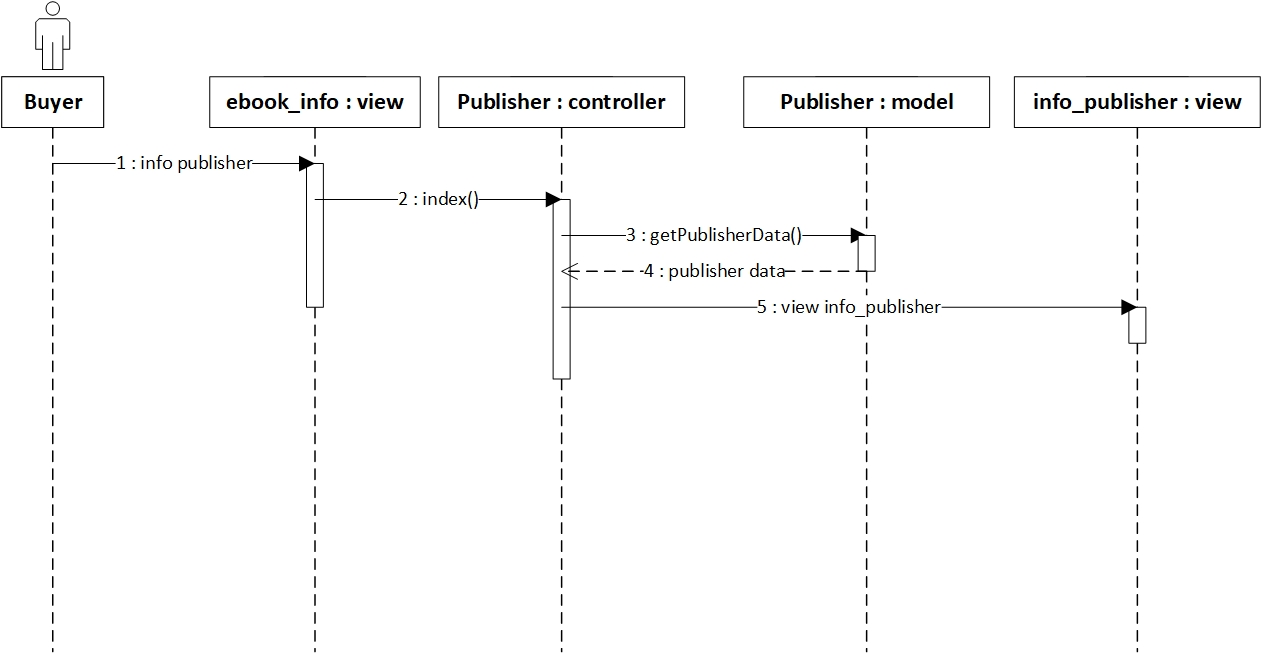 Buyer
ebook_info : view
Publisher : controller
Publisher : model
info_publisher : view
1 : info publisher
2 : index()
3 : getPublisherData()
4 : publisher data
5 : view info_publisher